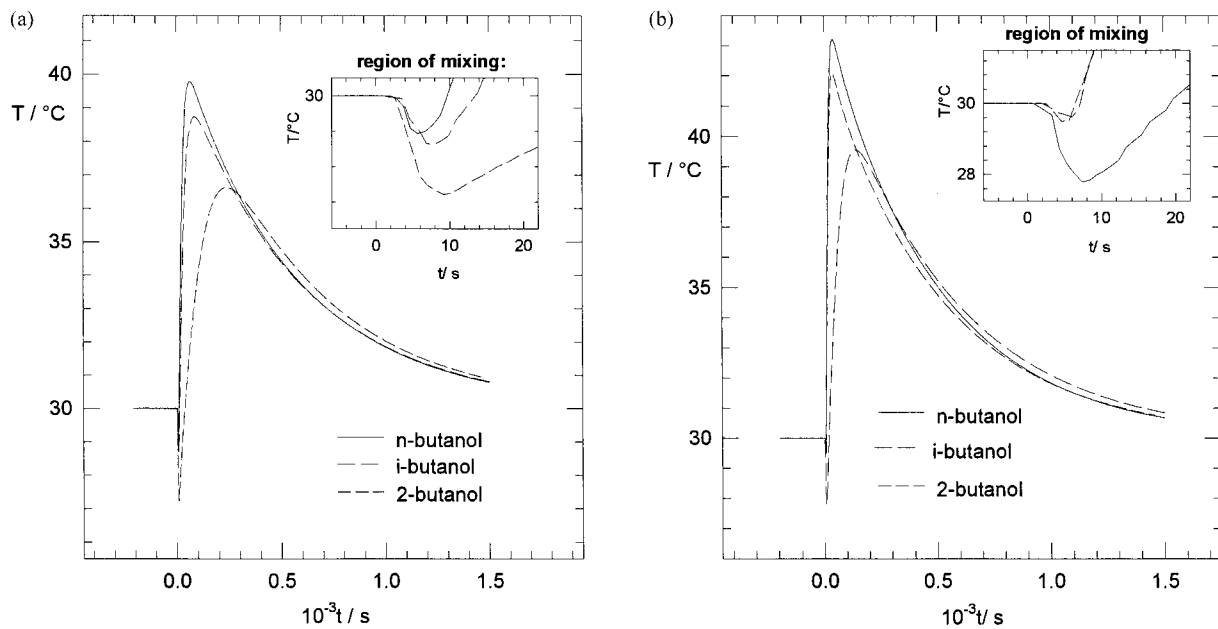 (a)
40
T / °C
35
30
region of mixing:
30
T/°C
0
10
20
t/ s
n-butanol
i-butanol
2-butanol
0.0
0.5
1.0
1.5
10⁻³t / s
(b)
40
T / °C
35
30
region of mixing
30
28
T/°C
0
10
20
t/ s
n-butanol
i-butanol
2-butanol
0.0
0.5
1.0
1.5
10⁻³t / s